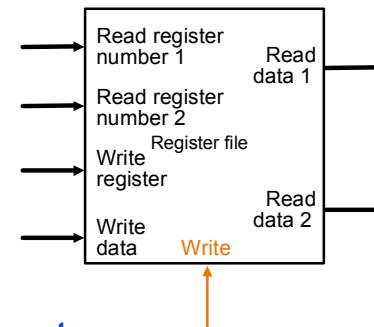 Read register
number 1
Read
data 1
Read register
number 2
Register file
Write
register
Read
data 2
Write
data
Write